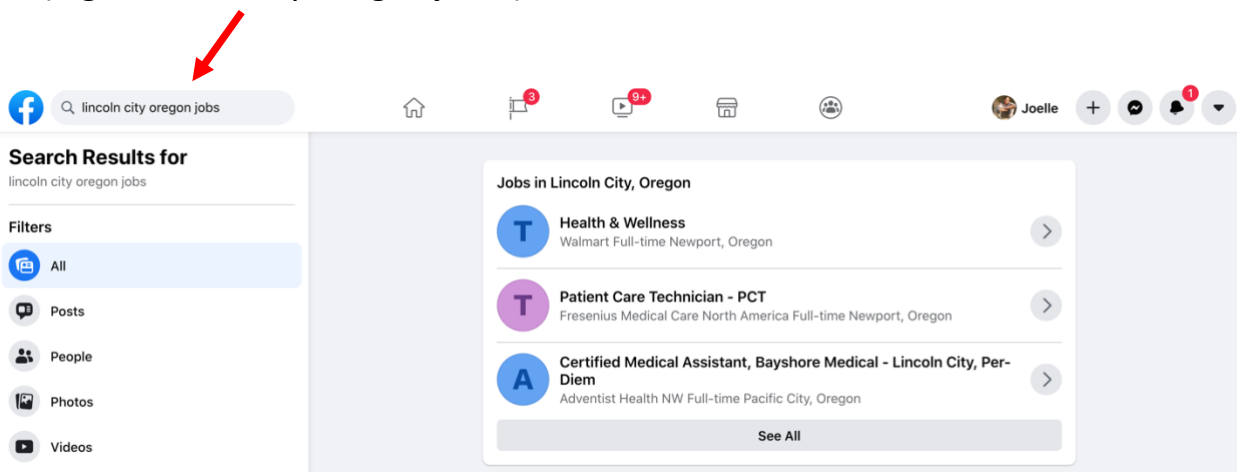 3
9+
1
lincoln city oregon jobs
Joelle
Search Results for
lincoln city oregon jobs
Filters
All
Posts
People
Photos
Videos
Jobs in Lincoln City, Oregon
T
Health & Wellness
Walmart Full-time Newport, Oregon
T
Patient Care Technician - PCT
Fresenius Medical Care North America Full-time Newport, Oregon
A
Certified Medical Assistant, Bayshore Medical - Lincoln City, Per-
Diem
Adventist Health NW Full-time Pacific City, Oregon
See All